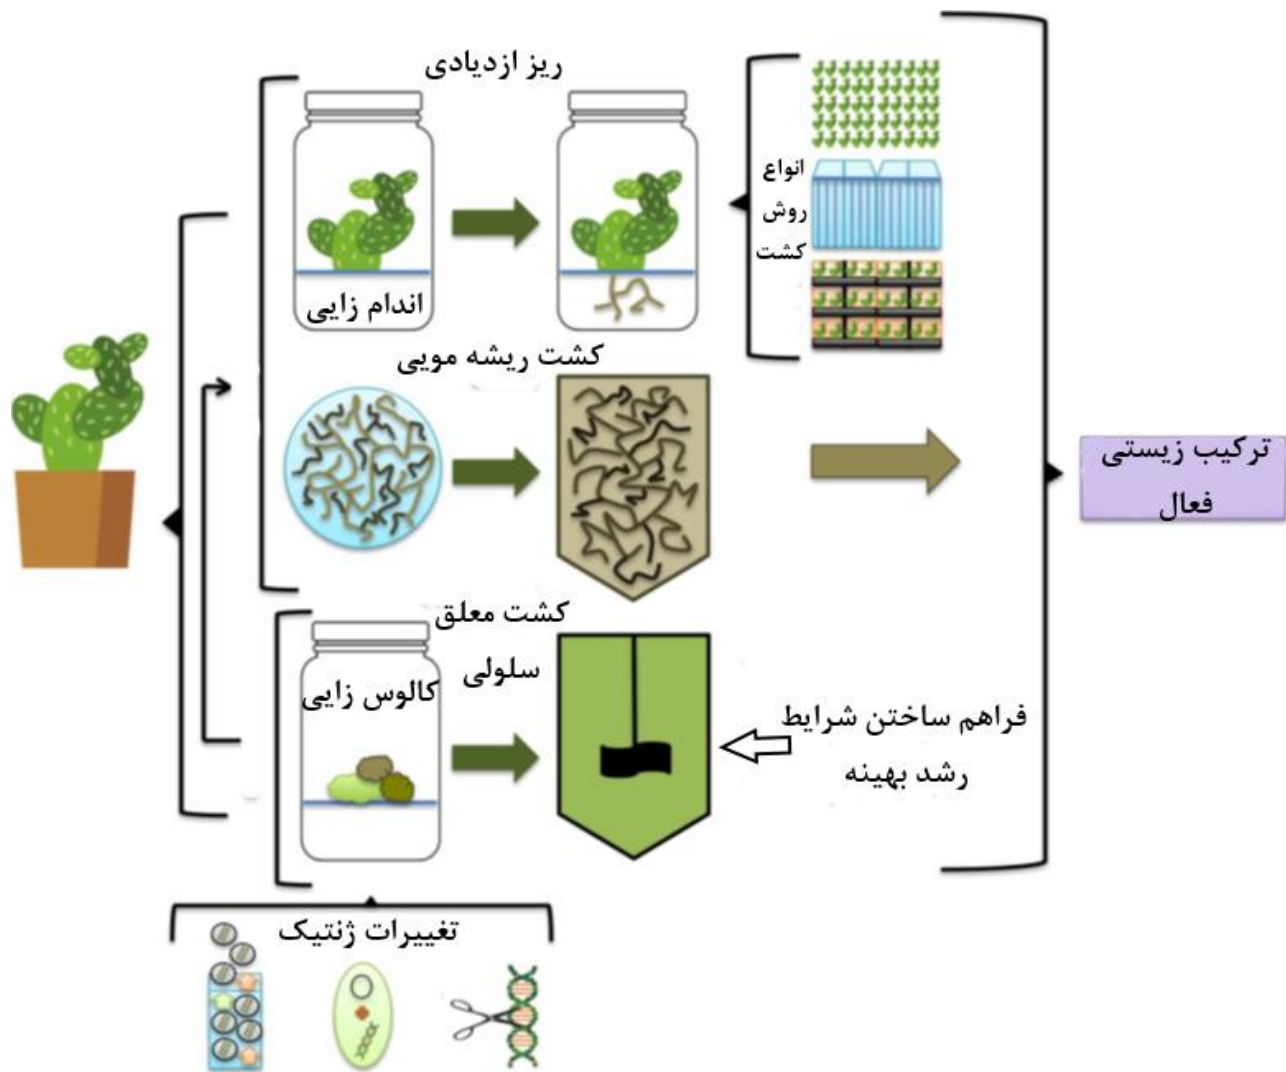 ریز ازدیادی
انواع
روش
کشت
اندام زایی
کشت ریشه مویی
ترکیب زیستی
فعال
کشت معلق
سلولی
کالوس زایی
فراهم ساختن شرایط
رشد بهینه
تغییرات ژنتیک